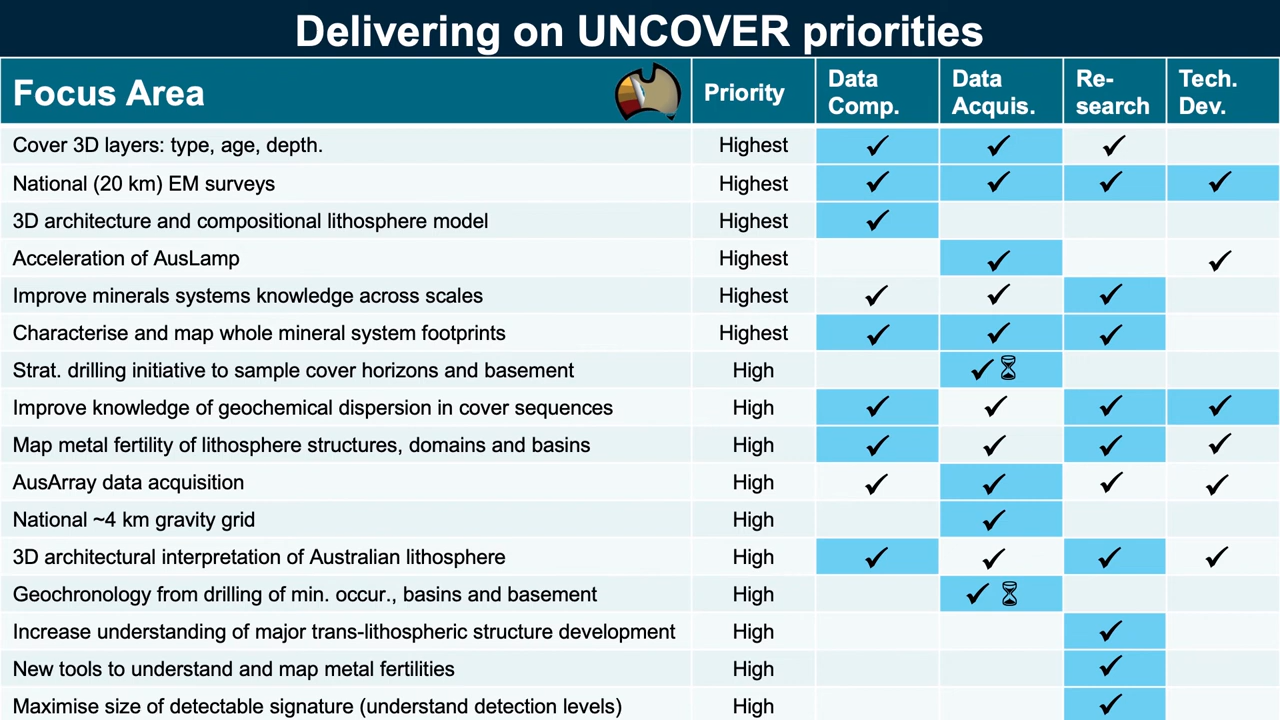 Delivering on UNCOVER priorities
Focus Area Priority Data Comp. Data Acquis. Re-search Tech. Dev.
Cover 3D layers: type, age, depth. Highest ✓ ✓ ✓
National (20 km) EM surveys Highest ✓ ✓ ✓ ✓
3D architecture and compositional lithosphere model Highest ✓
Acceleration of AusLamp Highest ✓ ✓
Improve minerals systems knowledge across scales Highest ✓ ✓ ✓
Characterise and map whole mineral system footprints Highest ✓ ✓ ✓
Strat. drilling initiative to sample cover horizons and basement High ✓ ⏳
Improve knowledge of geochemical dispersion in cover sequences High ✓ ✓ ✓ ✓
Map metal fertility of lithosphere structures, domains and basins High ✓ ✓ ✓ ✓
AusArray data acquisition High ✓ ✓ ✓ ✓
National ~4 km gravity grid High ✓
3D architectural interpretation of Australian lithosphere High ✓ ✓ ✓ ✓
Geochronology from drilling of min. occur., basins and basement High ✓ ⏳
Increase understanding of major trans-lithospheric structure development High ✓
New tools to understand and map metal fertilities High ✓
Maximise size of detectable signature (understand detection levels) High ✓